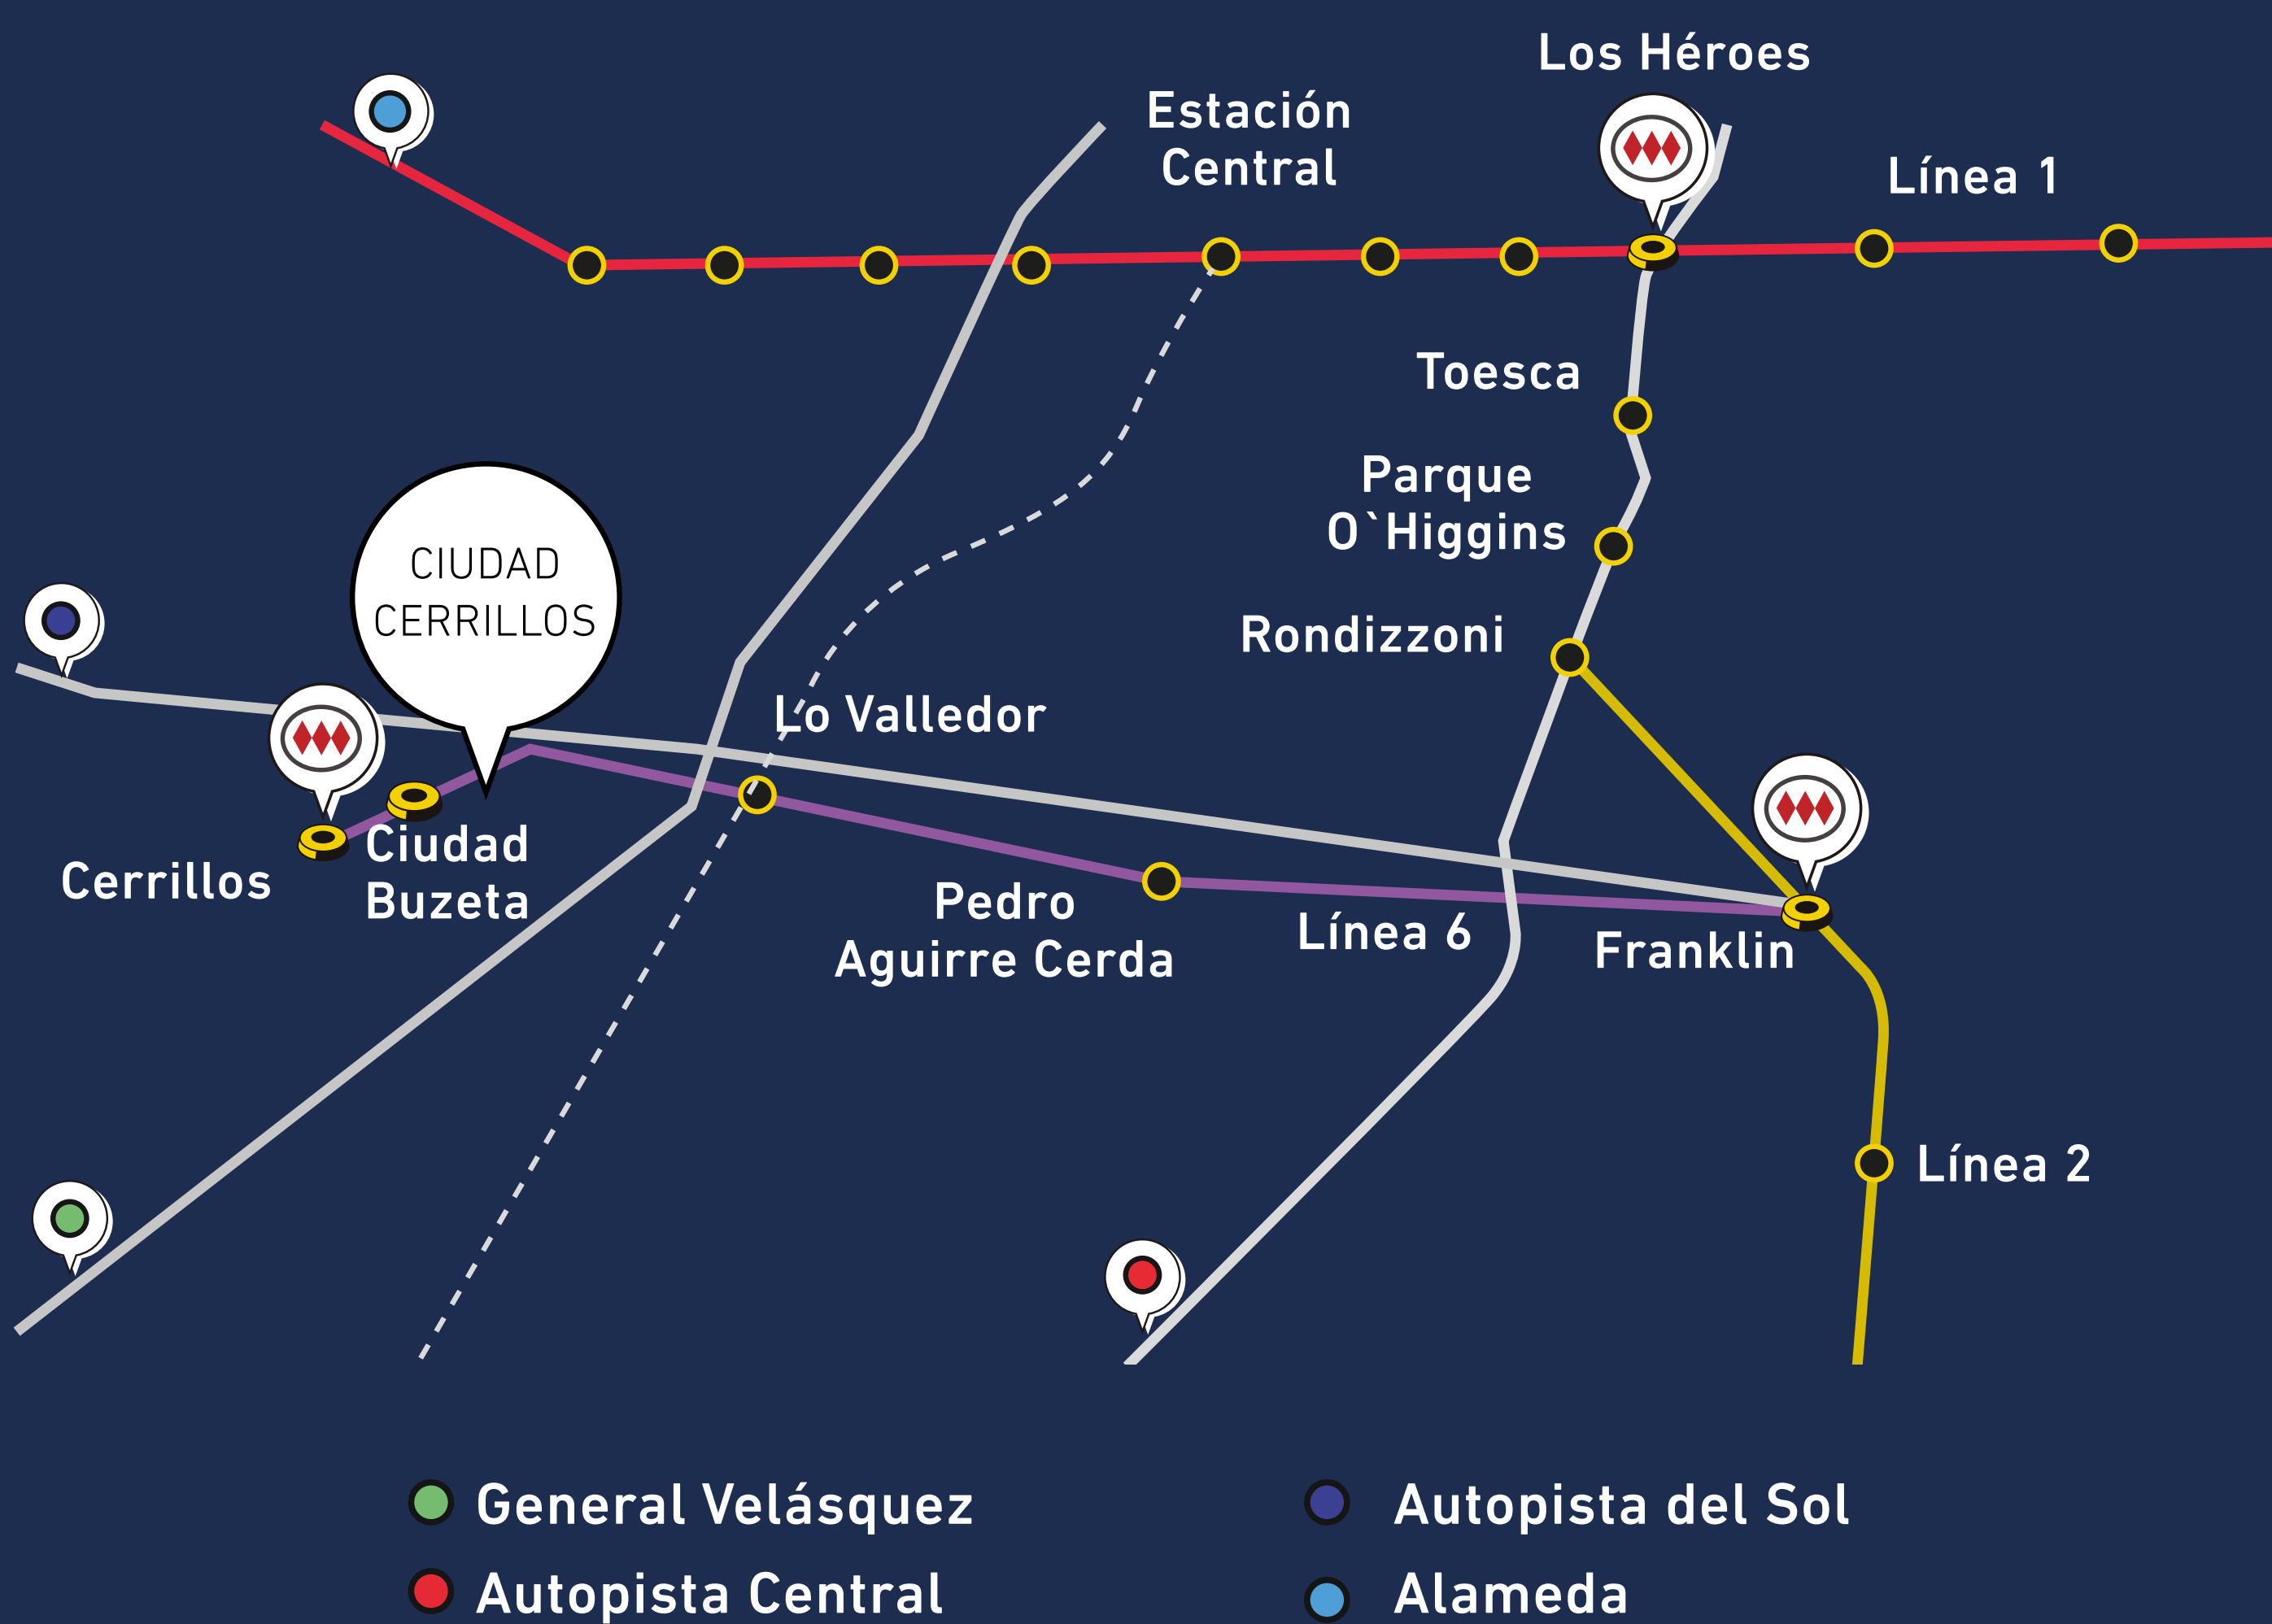 Los Héroes
Estación
Central
Línea 1
Toesca
Parque
O`Higgins
CIUDAD
CERRILLOS
Rondizzoni
Lo Valledor
Ciudad
Buzeta
Cerrillos
Pedro
Aguirre Cerda
Línea 6
Franklin
Línea 2
General Velásquez
Autopista del Sol
Autopista Central
Alameda